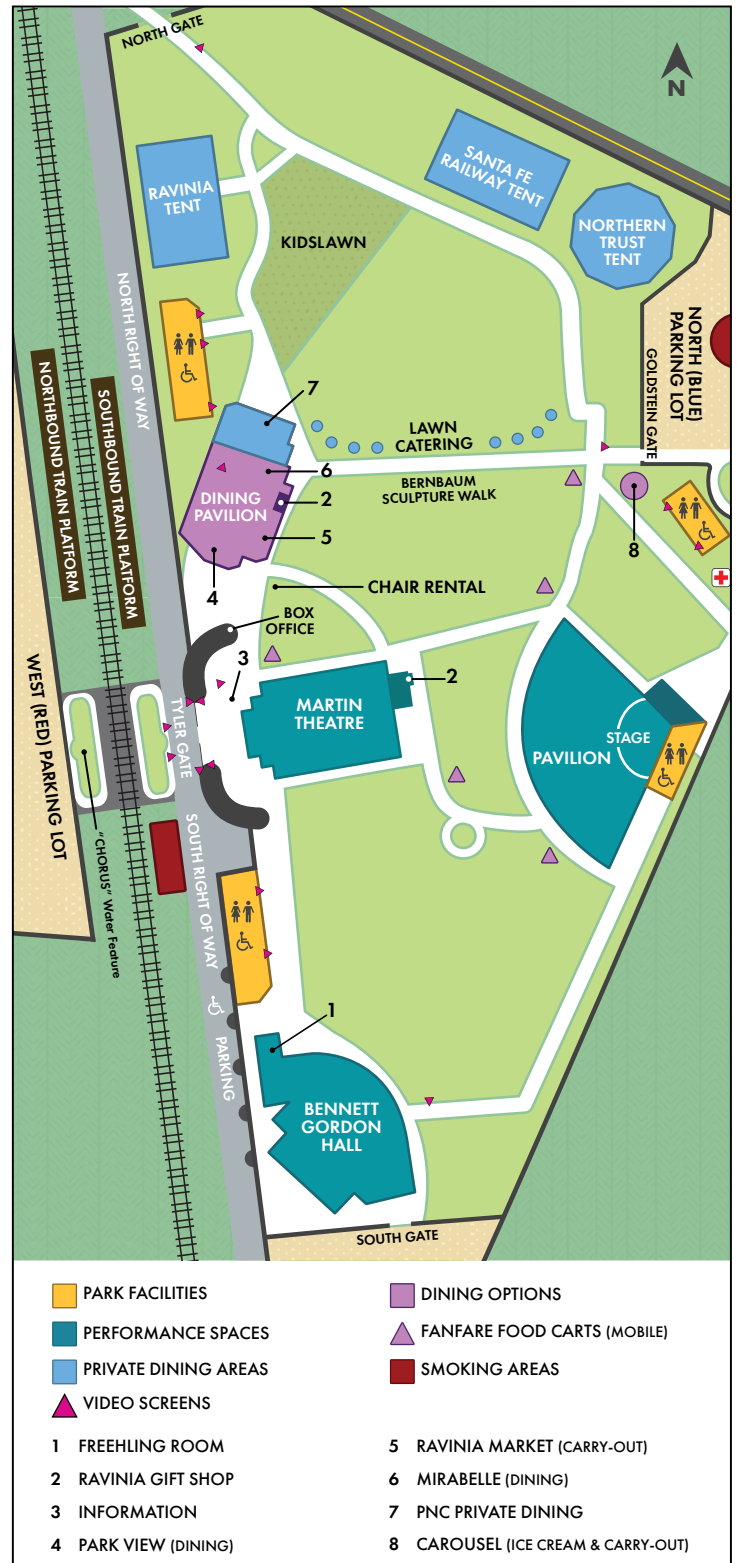 NORTH GATE
N
SANTA FE
RAILWAY TENT
RAVINIA
TENT
NORTHERN
TRUST
TENT
KIDSLAWN
NORTH RIGHT OF WAY
NORTH (BLUE)
PARKING LOT
GOLDSTEIN GATE
NORTHBOUND TRAIN PLATFORM
SOUTHBOUND TRAIN PLATFORM
7
LAWN
CATERING
6
BERNBAUM
SCULPTURE WALK
DINING
PAVILION
2
5
8
4
CHAIR RENTAL
BOX
OFFICE
3
2
MARTIN
THEATRE
STAGE
PAVILION
TYLER GATE
WEST (RED) PARKING LOT
"CHORUS" Water Feature
SOUTH RIGHT OF WAY
PARKING
1
BENNETT
GORDON
HALL
SOUTH GATE
PARK FACILITIES
PERFORMANCE SPACES
PRIVATE DINING AREAS
VIDEO SCREENS
DINING OPTIONS
FANFARE FOOD CARTS (MOBILE)
SMOKING AREAS
1 FREEHLING ROOM
2 RAVINIA GIFT SHOP
3 INFORMATION
4 PARK VIEW (DINING)
5 RAVINIA MARKET (CARRY-OUT)
6 MIRABELLE (DINING)
7 PNC PRIVATE DINING
8 CAROUSEL (ICE CREAM & CARRY-OUT)